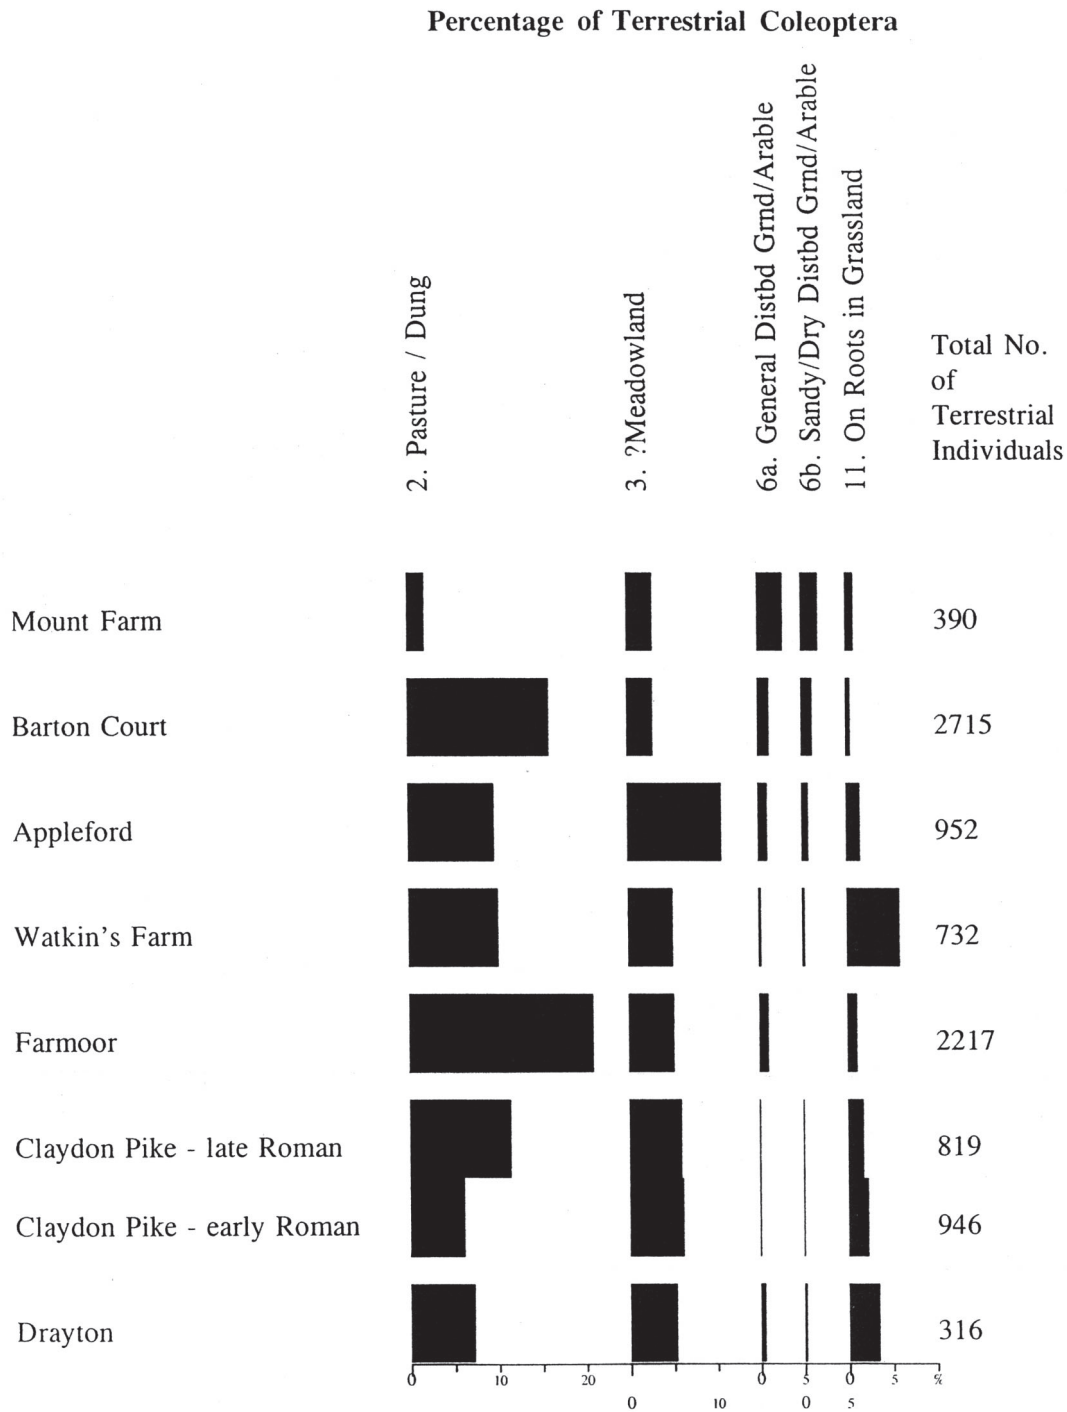 Percentage of Terrestrial Coleoptera
2. Pasture / Dung
3. ?Meadowland
6a. General Distbd Grnd/Arable
6b. Sandy/Dry Distbd Grnd/Arable
11. On Roots in Grassland
Total No.
of
Terrestrial
Individuals
Mount Farm 390
Barton Court 2715
Appleford 952
Watkin's Farm 732
Farmoor 2217
Claydon Pike - late Roman 819
Claydon Pike - early Roman 946
Drayton 316
0 10 20 0 5 0 5 %
0 10 0 5